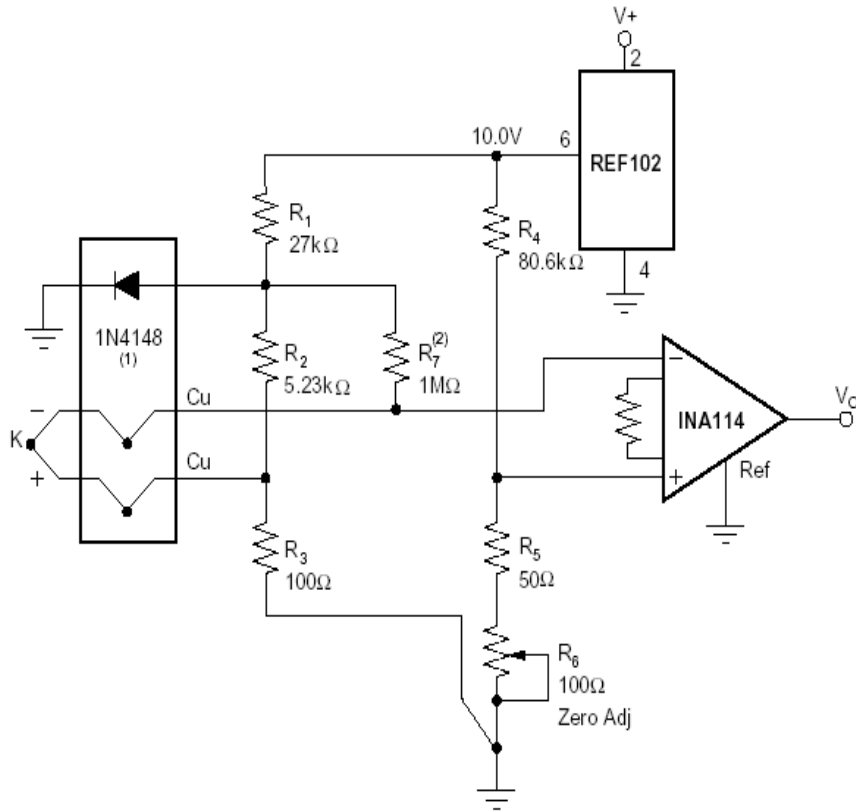 V+
2
10.0V
6
REF102
R1
27kΩ
R4
80.6kΩ
4
1N4148
(1)
R2
5.23kΩ
R7(2)
1MΩ
−
Cu
K
+
Cu
−
INA114
VO
+
Ref
R3
100Ω
R5
50Ω
R6
100Ω
Zero Adj